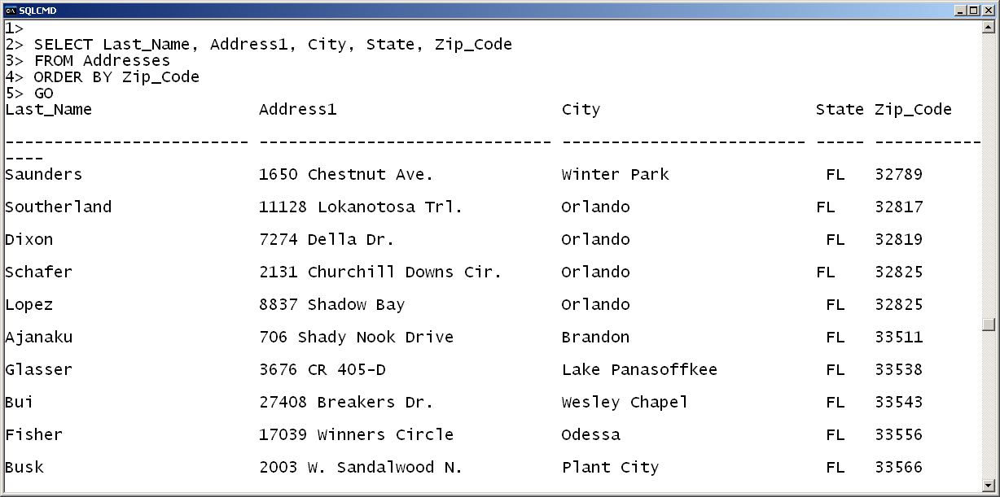 SQLCMD
1>
2> SELECT Last_Name, Address1, City, State, Zip_Code
3> FROM Addresses
4> ORDER BY Zip_Code
5> GO
Last_Name                 Address1                       City                      State Zip_Code
------------------------- ------------------------------ ------------------------- ----- -----------
----
Saunders                  1650 Chestnut Ave.             Winter Park                FL   32789
Southerland               11128 Lokanotosa Trl.          Orlando                   FL    32817
Dixon                     7274 Della Dr.                 Orlando                    FL   32819
Schafer                   2131 Churchill Downs Cir.      Orlando                   FL    32825
Lopez                     8837 Shadow Bay                Orlando                    FL   32825
Ajanaku                   706 Shady Nook Drive           Brandon                    FL   33511
Glasser                   3676 CR 405-D                  Lake Panasoffkee           FL   33538
Bui                       27408 Breakers Dr.             Wesley Chapel              FL   33543
Fisher                    17039 Winners Circle           Odessa                     FL   33556
Busk                      2003 W. Sandalwood N.          Plant City                 FL   33566